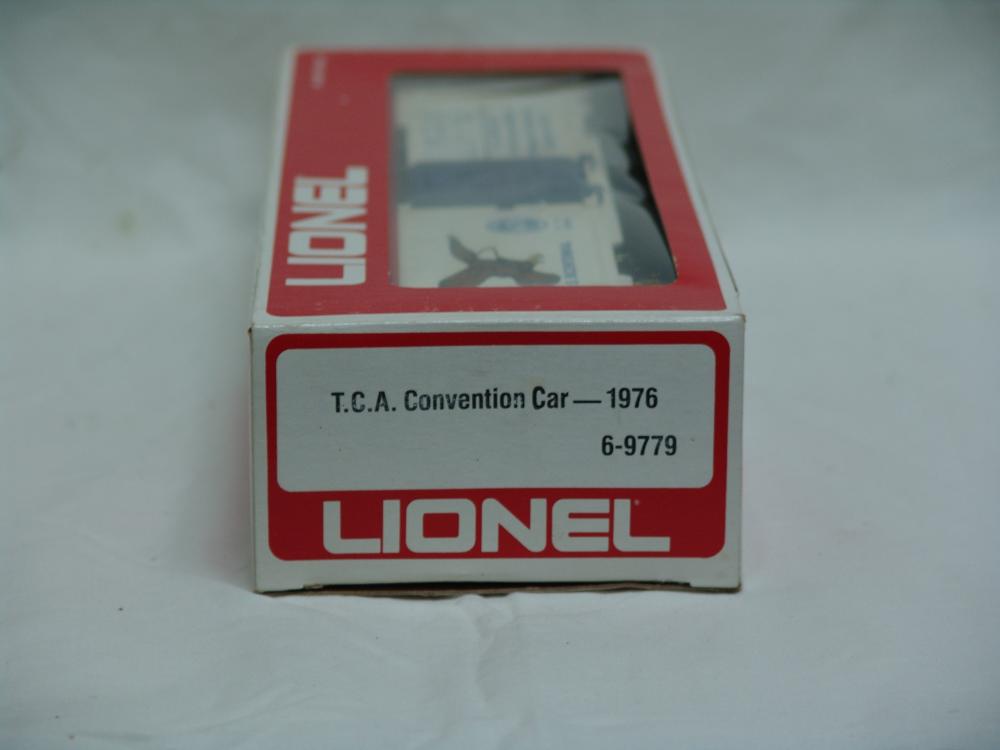 LIONEL
T.C.A. Convention Car — 1976
6-9779
LIONEL